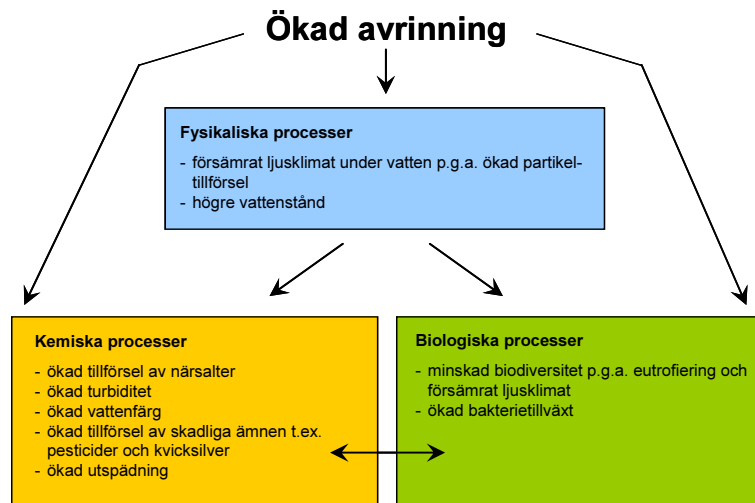 Ökad avrinning
Fysikaliska processer
- försämrat ljusklimat under vatten p.g.a. ökad partikel-
tillförsel
- högre vattenstånd
Kemiska processer
- ökad tillförsel av närsalter
- ökad turbiditet
- ökad vattenfärg
- ökad tillförsel av skadliga ämnen t.ex.
pesticider och kvicksilver
- ökad utspädning
Biologiska processer
- minskad biodiversitet p.g.a. eutrofiering och
försämrat ljusklimat
- ökad bakterietillväxt